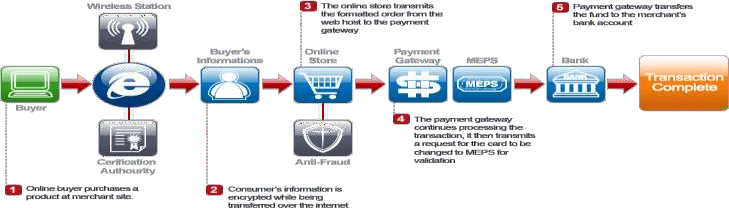 Wireless Station
3
The online store transmits
the formatted order from the
web host to the payment
gateway
5
Payment gateway transfers
the fund to the merchant's
bank account
Buyer's
Informations
Online
Store
Payment
Gateway
MEPS
Bank
BANK
MEPS
Transaction
Complete
Buyer
Cerification
Authourity
Anti-Fraud
4
The payment gateway
continues processing the
transaction, it then transmits
a request for the card to be
changed to MEPS for
validation
1
Online buyer purchases a
product at merchant site.
2
Consumer's information is
encrypted while being
transferred over the internet